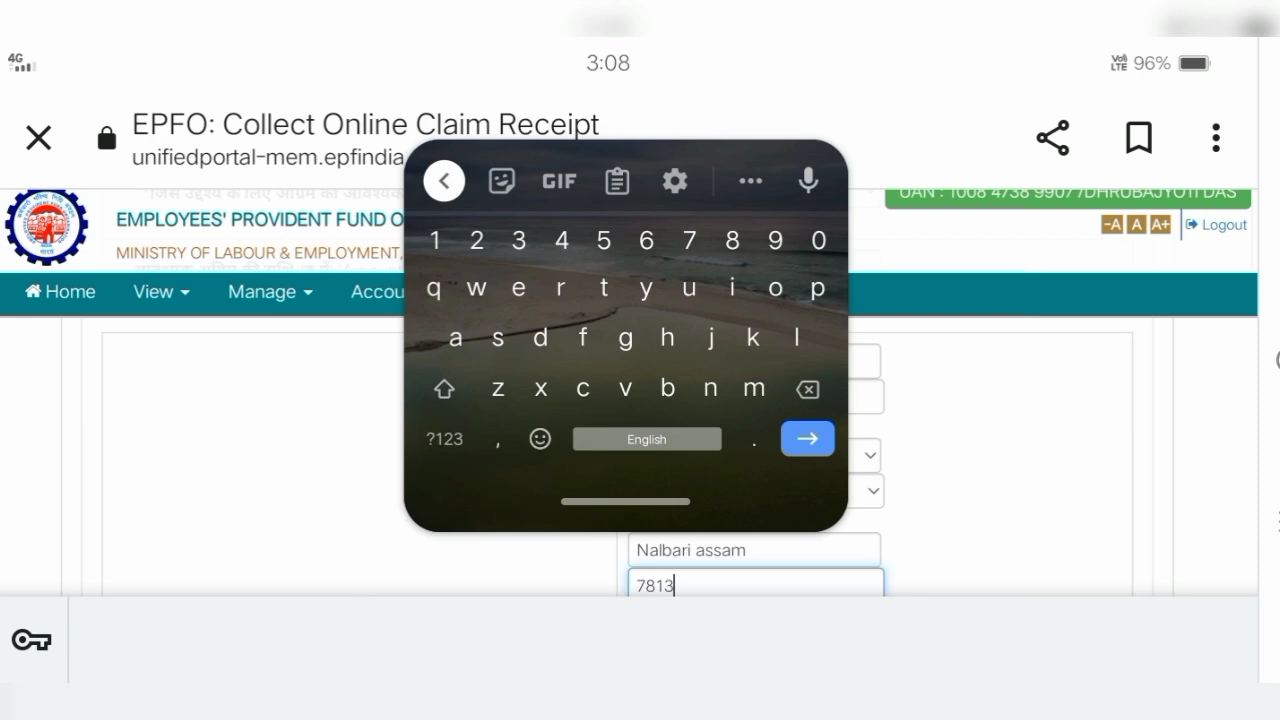 4G
3:08
Vo) LTE 96%
EPFO: Collect Online Claim Receipt
unifiedportal-mem.epfindia
UAN : 1008 4738 9907 /DHRUBAJYOTI DAS
EMPLOYEES' PROVIDENT FUND O
-A A A+ Logout
MINISTRY OF LABOUR & EMPLOYMENT,
Home View Manage Accou
GIF
1 2 3 4 5 6 7 8 9 0
q w e r t y u i o p
a s d f g h j k l
z x c v b n m
?123 , English .
Nalbari assam
7813